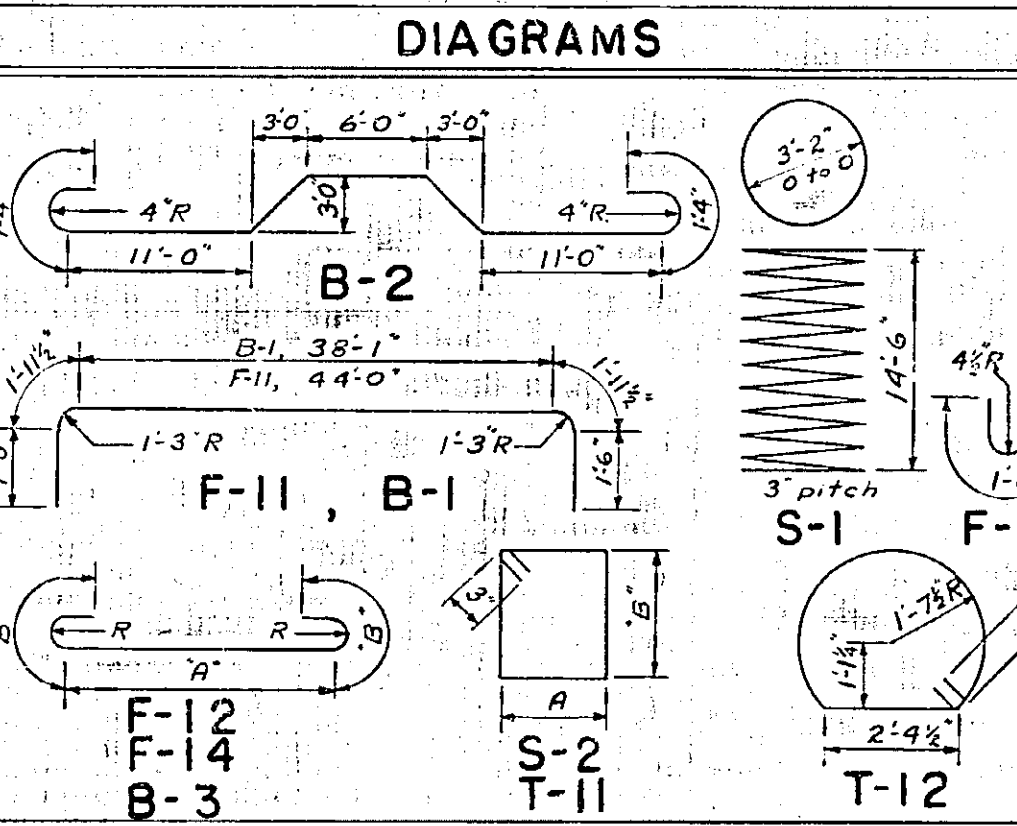 DIAGRAMS
3'-0" 6'-0" 3'-0"
3'-2"
0 to 0
4"R 3'-0" 4"R 1'-4"
11'-0" 11'-0"
B-2
B-1, 38'-1"
F-11, 44'-0"
1'-11½" 1'-11½"
14'-6"
4½"R
1'-3"R 1'-3"R
1'-6"
F-11 , B-1
3" pitch
S-1
F-
R R "B"
"A"
F-12
F-14
B-3
3"
"B"
A
S-2
T-11
1'-7½"R
1'-1¼"
2'-4½"
T-12